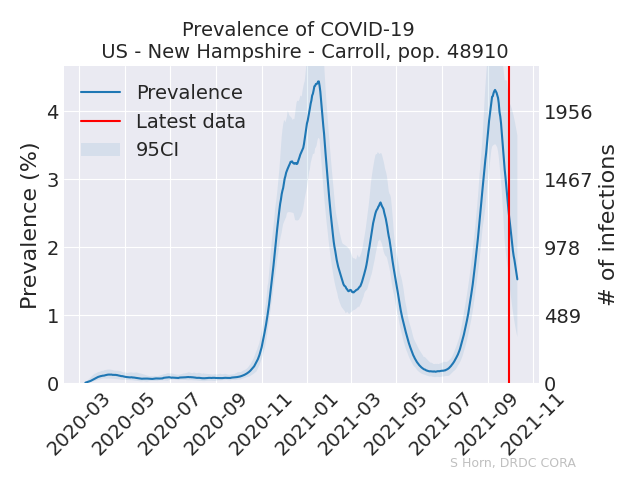 Prevalence of COVID-19
US - New Hampshire - Carroll, pop. 48910
Prevalence
Latest data
95CI
Prevalence (%)
4
3
2
1
0
# of infections
1956
1467
978
489
0
2020-03
2020-05
2020-07
2020-09
2020-11
2021-01
2021-03
2021-05
2021-07
2021-09
2021-11
S Horn, DRDC CORA